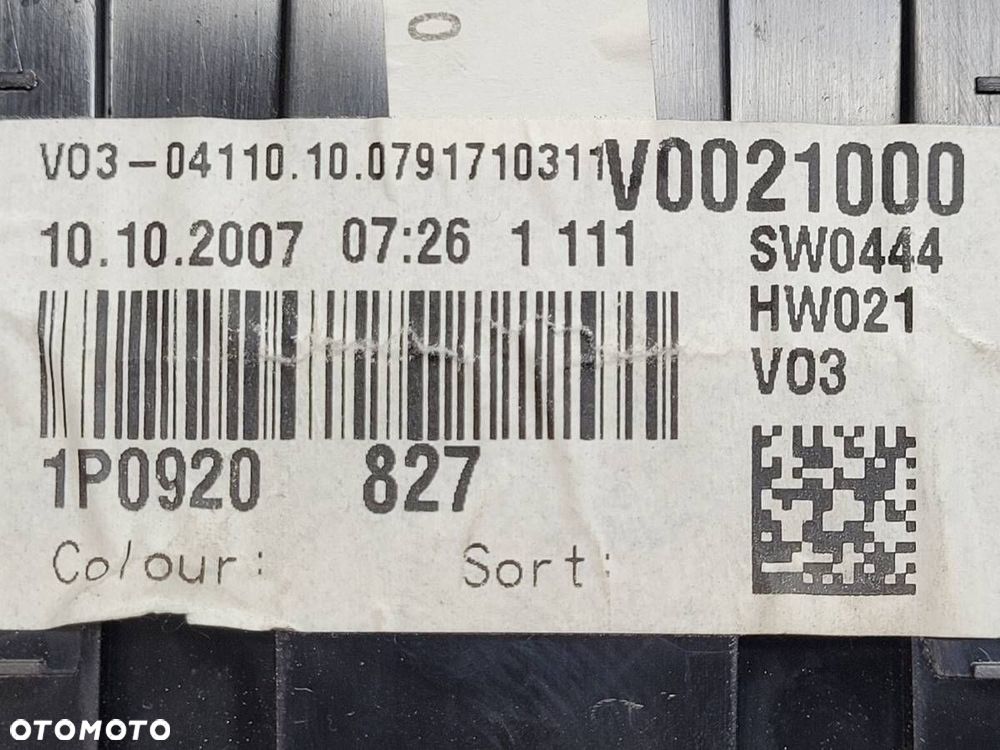 0
V03-04110.10.0791710311 V0021000
10.10.2007 07:26 1 111
SW0444
HW021
V03
1P0920 827
Colour: Sort:
OTOMOTO